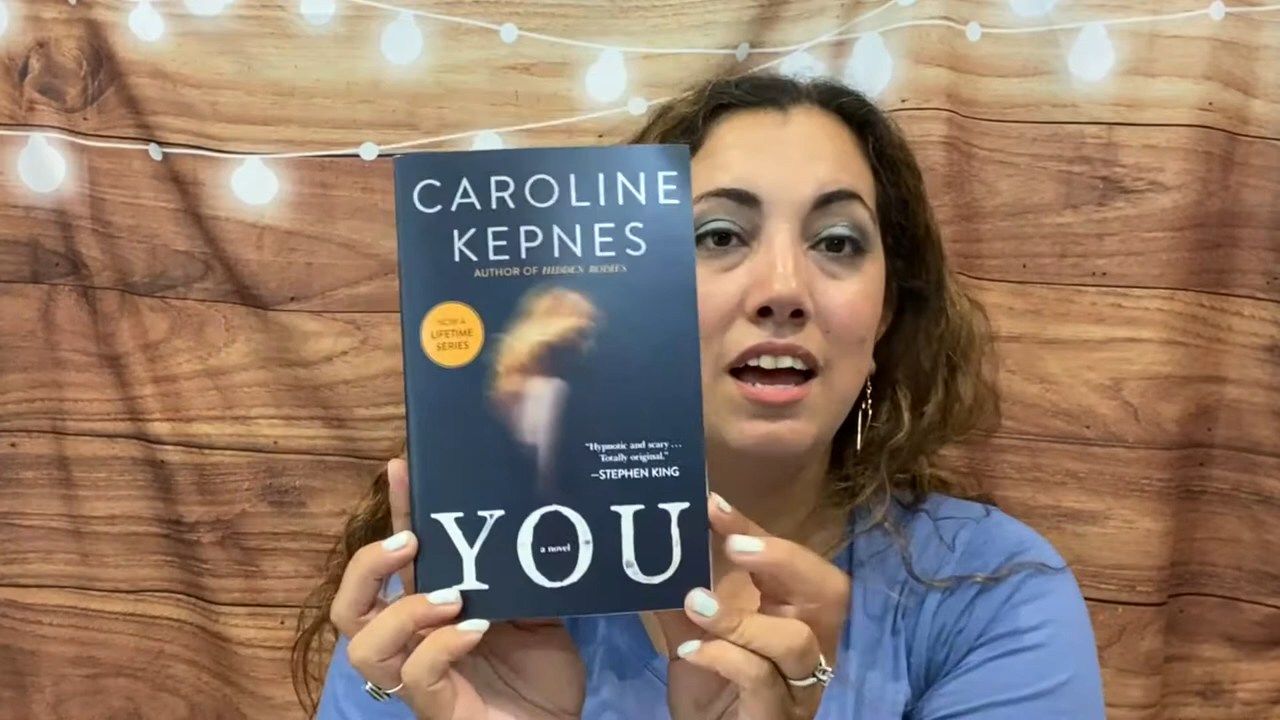 CAROLINE
KEPNES
AUTHOR OF HIDDEN BODIES
NOW A
LIFETIME
SERIES
"Hypnotic and scary...
Totally original."
—STEPHEN KING
YOU
a novel